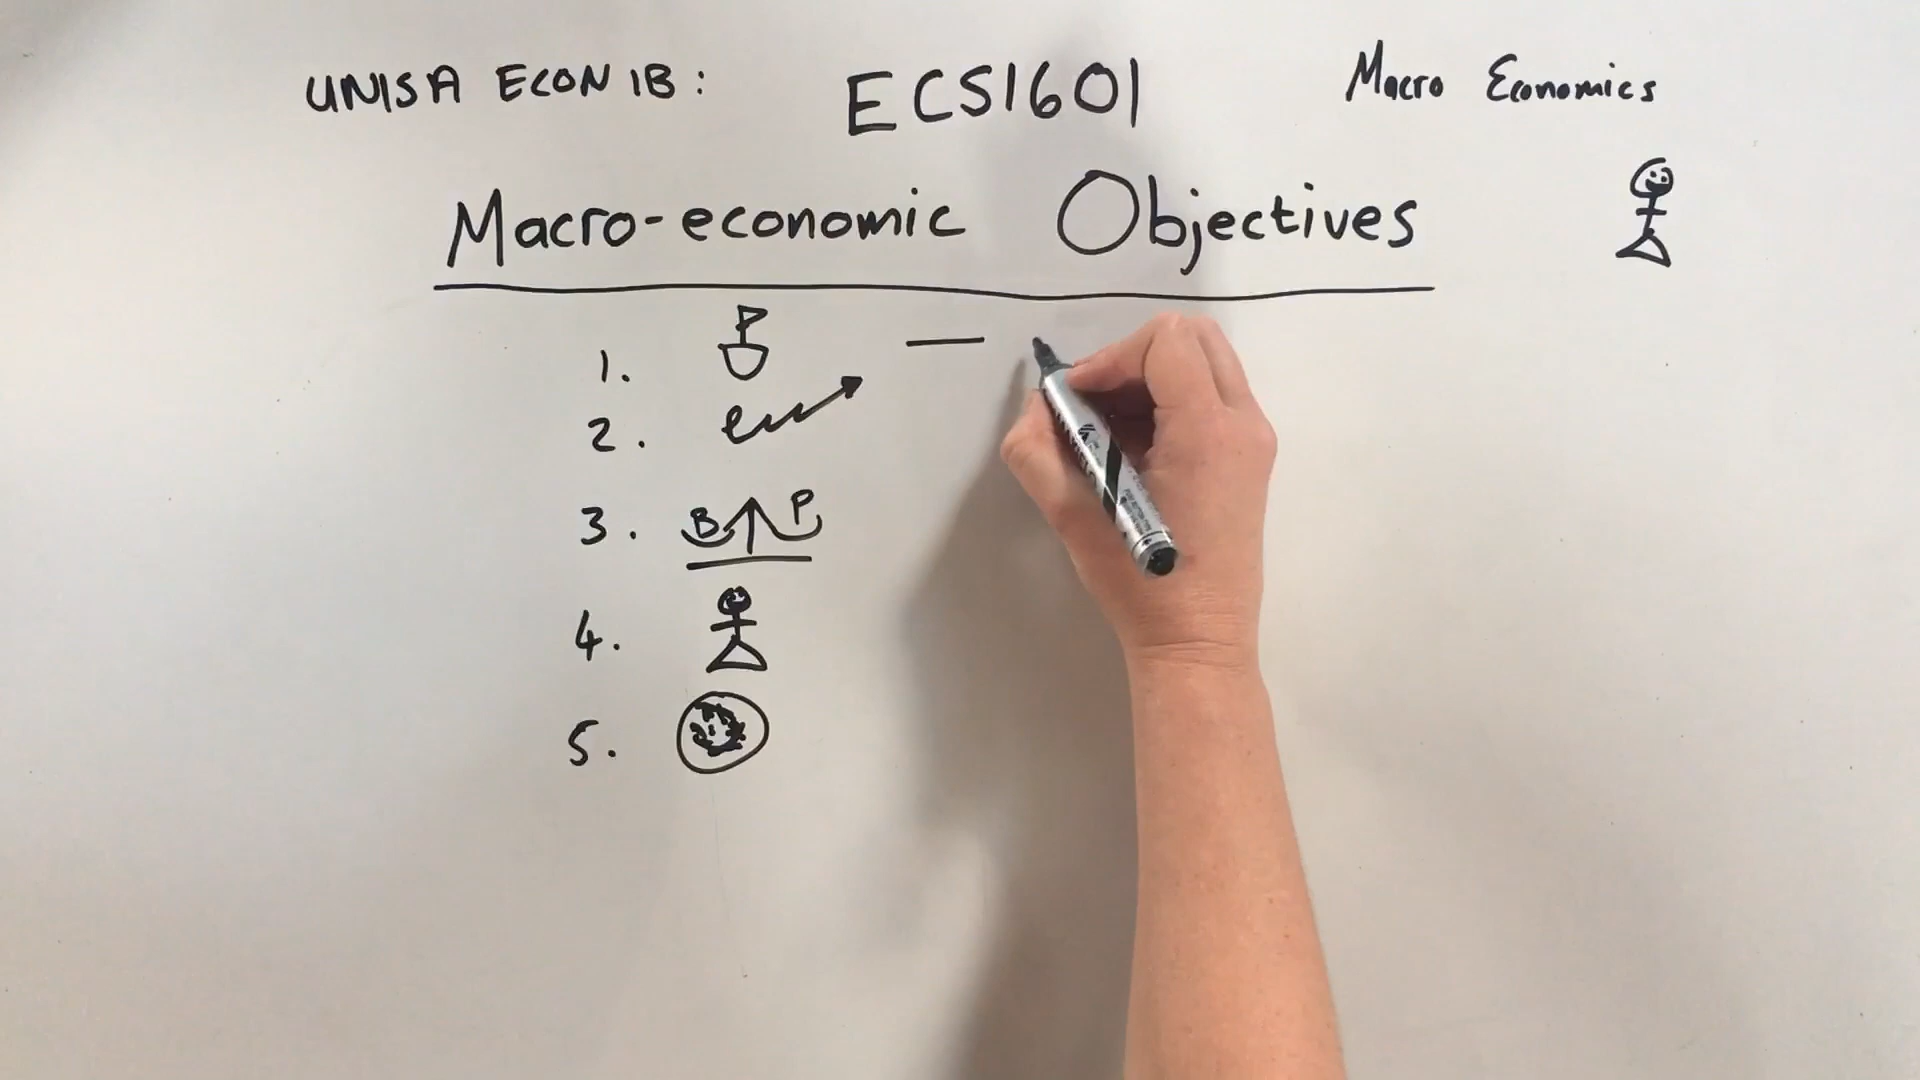 UNISA ECON 1B: ECS1601 Macro Economics
Macro-economic Objectives
1. P
2.
3. B P
4.
5.